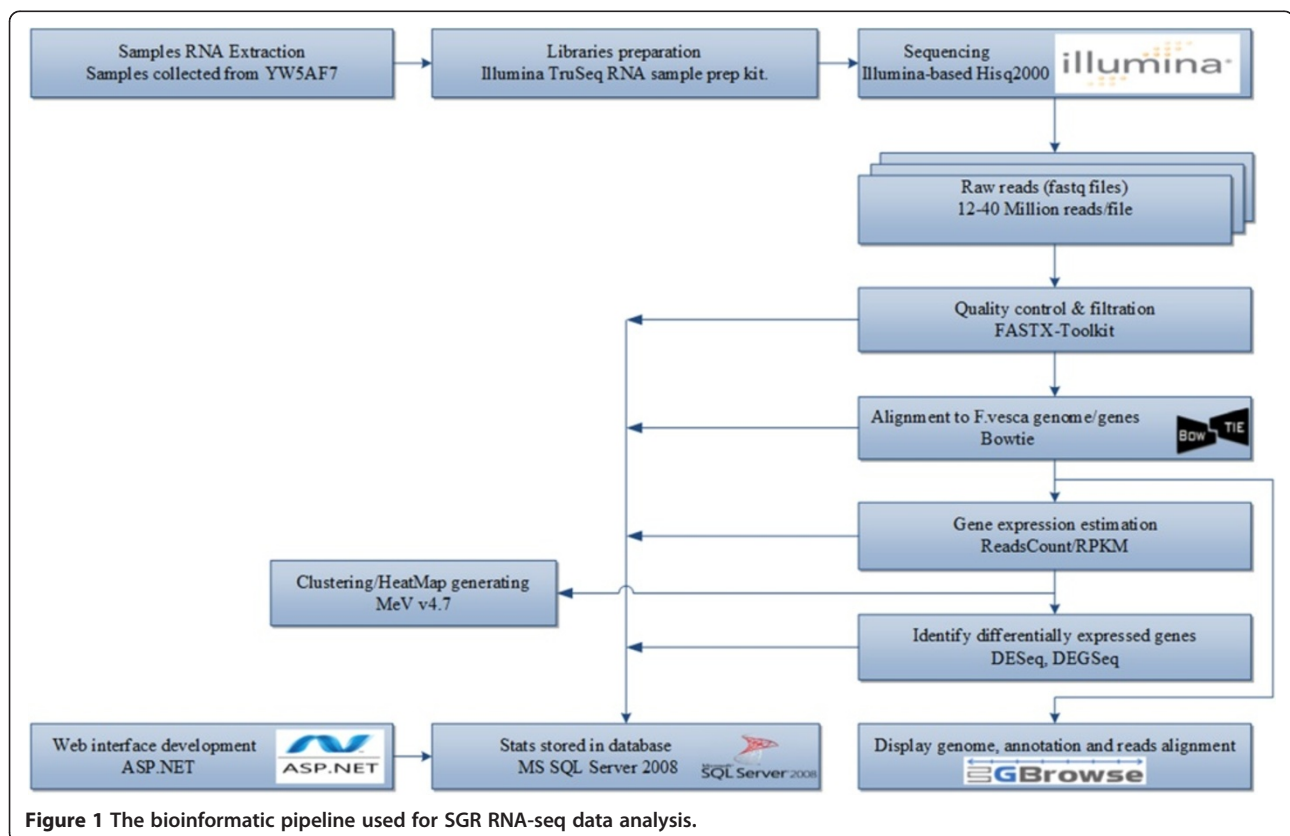 Samples RNA Extraction
Samples collected from YW5AF7
Libraries preparation
Illumina TruSeq RNA sample prep kit.
Sequencing
Illumina-based Hisq2000
illumina
Raw reads (fastq files)
12-40 Million reads/file
Quality control & filtration
FASTX-Toolkit
Alignment to F.vesca genome/genes
Bowtie
BOW TIE
Gene expression estimation
ReadsCount/RPKM
Clustering/HeatMap generating
MeV v4.7
Identify differentially expressed genes
DESeq, DEGSeq
Web interface development
ASP.NET
ASP.NET
Stats stored in database
MS SQL Server 2008
Microsoft
SQL Server 2008
Display genome, annotation and reads alignment
GBrowse
Figure 1 The bioinformatic pipeline used for SGR RNA-seq data analysis.